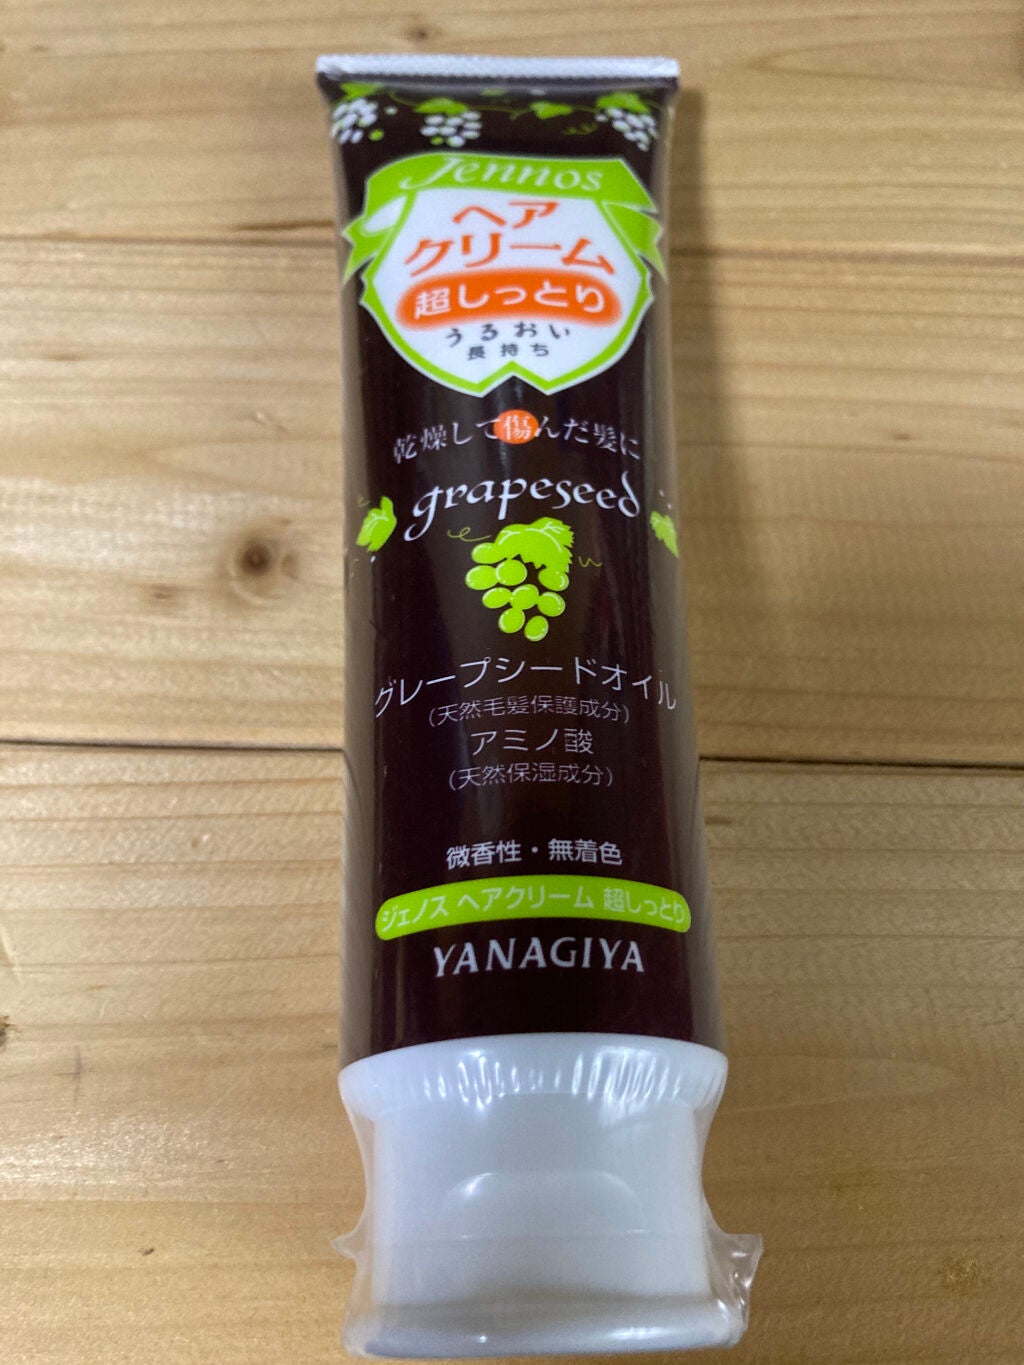 Jennos
ヘア
クリーム
超しっとり
うるおい
長持ち
乾燥して傷んだ髪に
grapeseed
グレープシードオイル
(天然毛髪保護成分)
アミノ酸
(天然保湿成分)
微香性・無着色
ジェノス ヘアクリーム 超しっとり
YANAGIYA